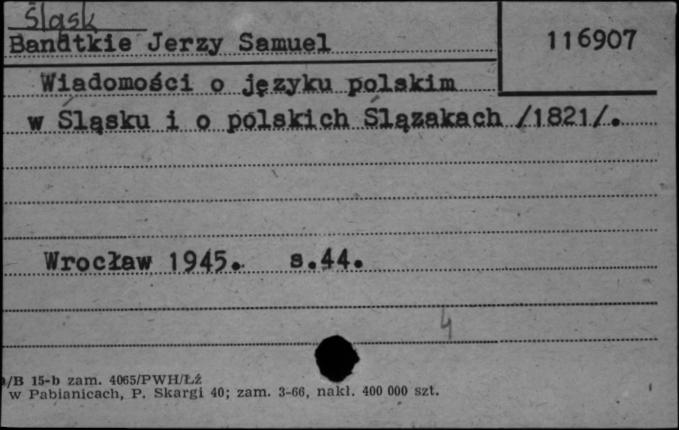 Śląsk
Bandtkie Jerzy Samuel
116907
Wiadomości o języku polskim
w Śląsku i o polskich Ślązakach /1821/.
Wrocław 1945. s.44.
4
/B 15-b zam. 4065/PWH/Łź
w Pabianicach, P. Skargi 40; zam. 3-66, nakł. 400 000 szt.